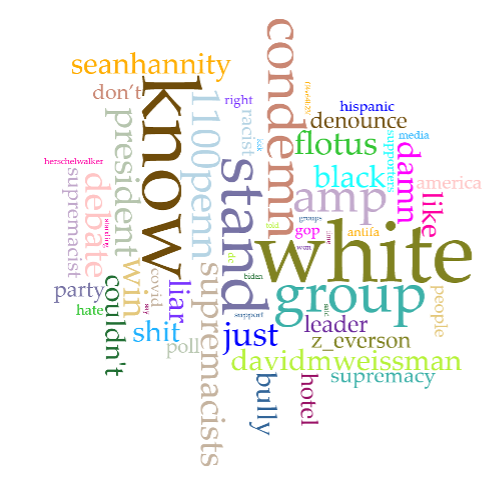 condemn
seanhannity
know
don't
1100penn
right
racist
hispanic
denounce
flotus
president
supporters
media
damn
stand
herschelwalker
supremacist
debate
black
america
amp
like
group
gop
antifa
white
win
covid
liar
supremacists
party
couldn't
hate
biden
group
people
support
shit
just
leader
poll
z_everson
davidmweissman
bully
hotel
supremacy